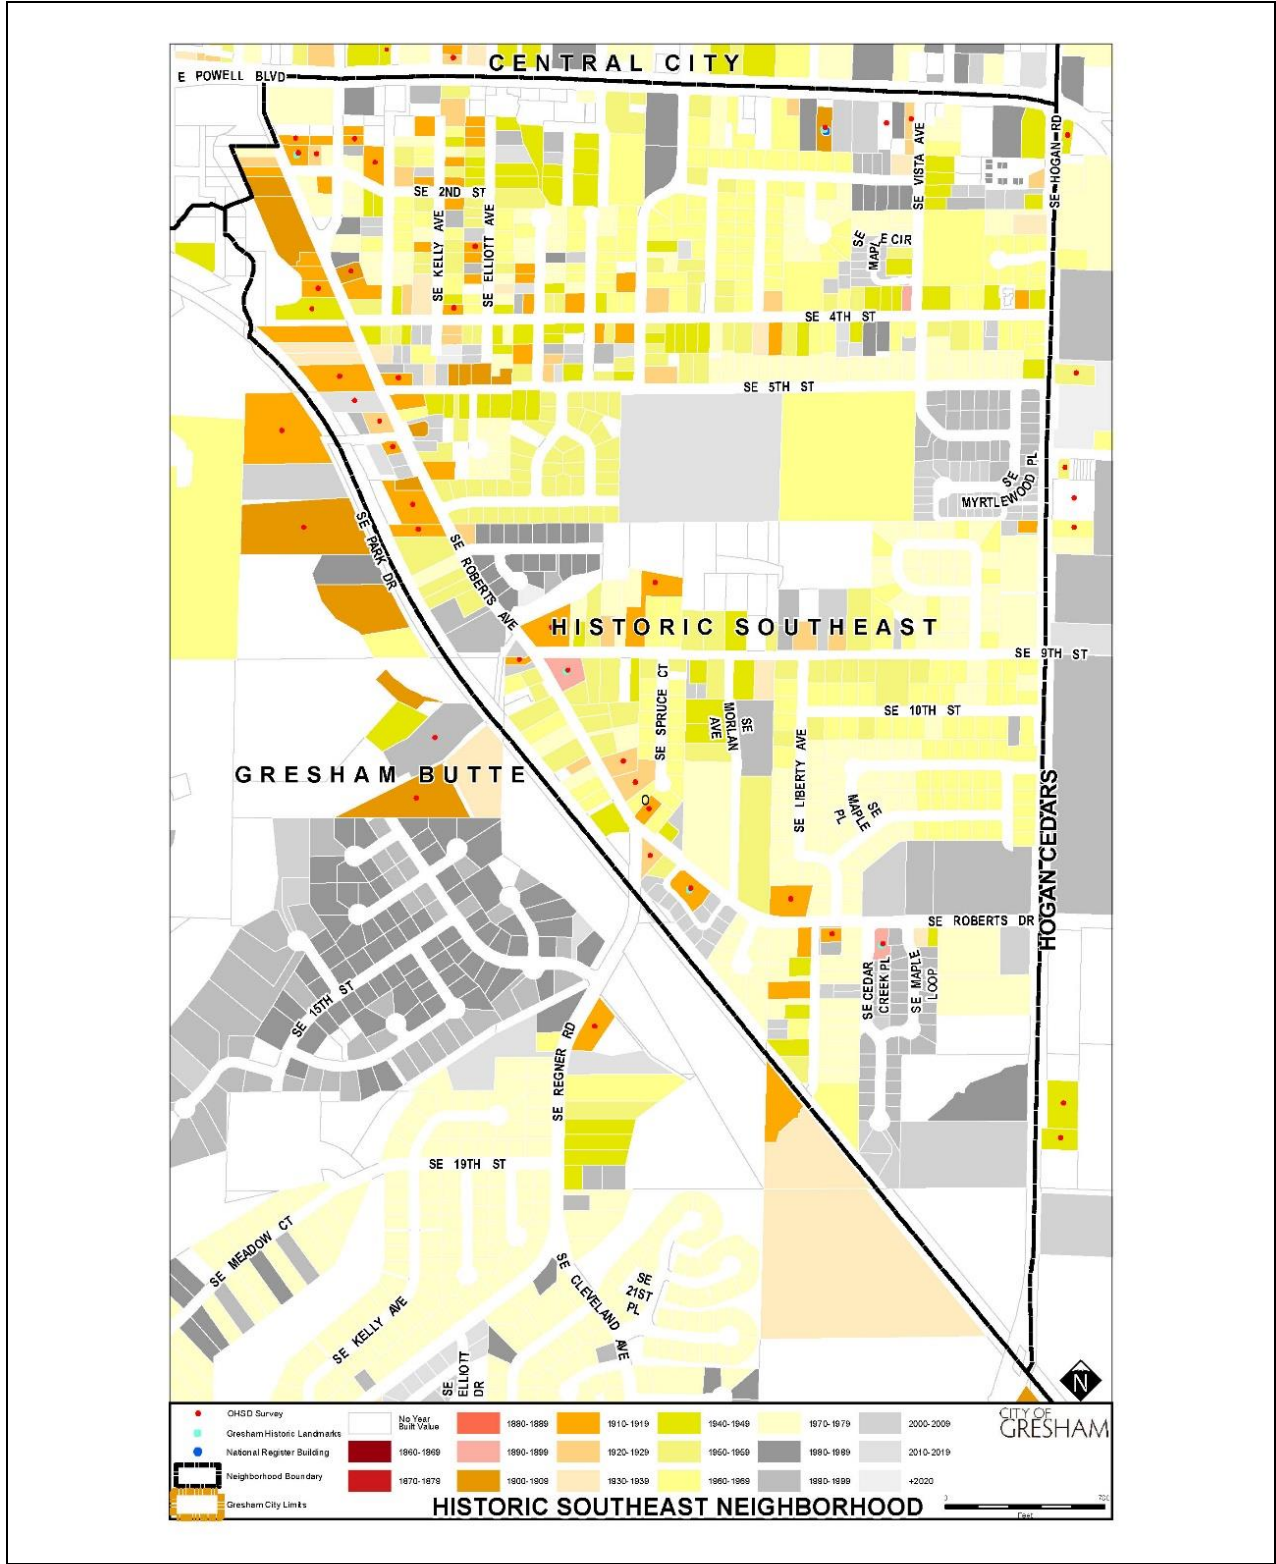 CENTRAL CITY
E POWELL BLVD
SE HOGAN RD
SE VISTA AVE
SE 2ND ST
SE KELLY AVE
SE ELLIOTT AVE
SE
MAPL
E CIR
SE 4TH ST
SE 5TH ST
SE
MYRTLEWOOD PL
SE PARK DR
SE ROBERTS AVE
HISTORIC SOUTHEAST
SE 9TH ST
SE SPRUCE CT
SE
MORLAN
AVE
SE 10TH ST
SE LIBERTY AVE
GRESHAM BUTTE
SE
MAPLE
PL
HOGAN CEDARS
SE ROBERTS DR
SE CEDAR
CREEK PL
SE MAPLE
LOOP
SE 15TH ST
SE REGNER RD
SE 19TH ST
SE MEADOW CT
SE KELLY AVE
SE CLEVELAND AVE
SE
21ST
PL
SE
ELLIOTT
DR
N
OHSD Survey
Gresham Historic Landmarks
National Register Building
Neighborhood Boundary
Gresham City Limits
No Year
Built Value
1860-1869
1870-1879
1880-1889
1890-1899
1900-1909
1910-1919
1920-1929
1930-1939
1940-1949
1950-1959
1960-1969
1970-1979
1980-1989
1990-1999
2000-2009
2010-2019
+2020
CITY OF
GRESHAM
0
Feet
HISTORIC SOUTHEAST NEIGHBORHOOD